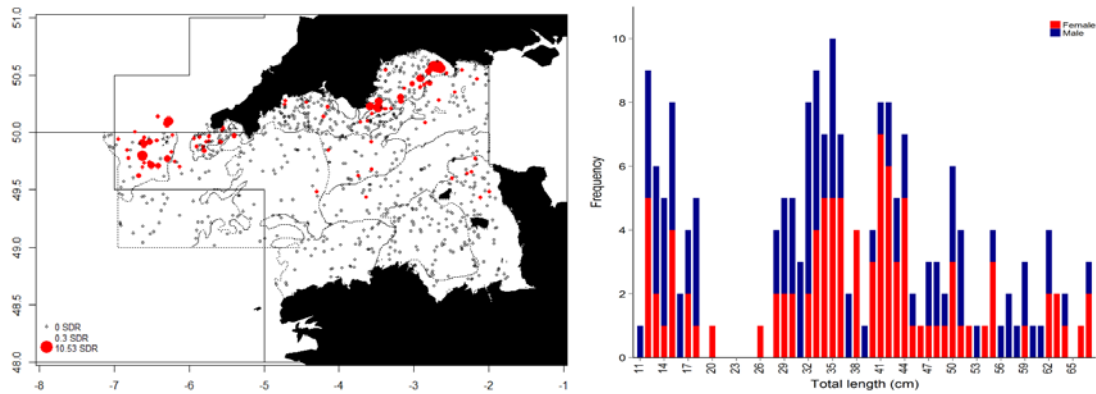 51.0
50.5
50.0
49.5
49.0
48.5
48.0
0 SDR
0.3 SDR
10.53 SDR
-8 -7 -6 -5 -4 -3 -2 -1
Female
Male
Frequency
10
8
6
4
2
0
11 14 17 20 23 26 29 32 35 38 41 44 47 50 53 56 59 62 65
Total length (cm)